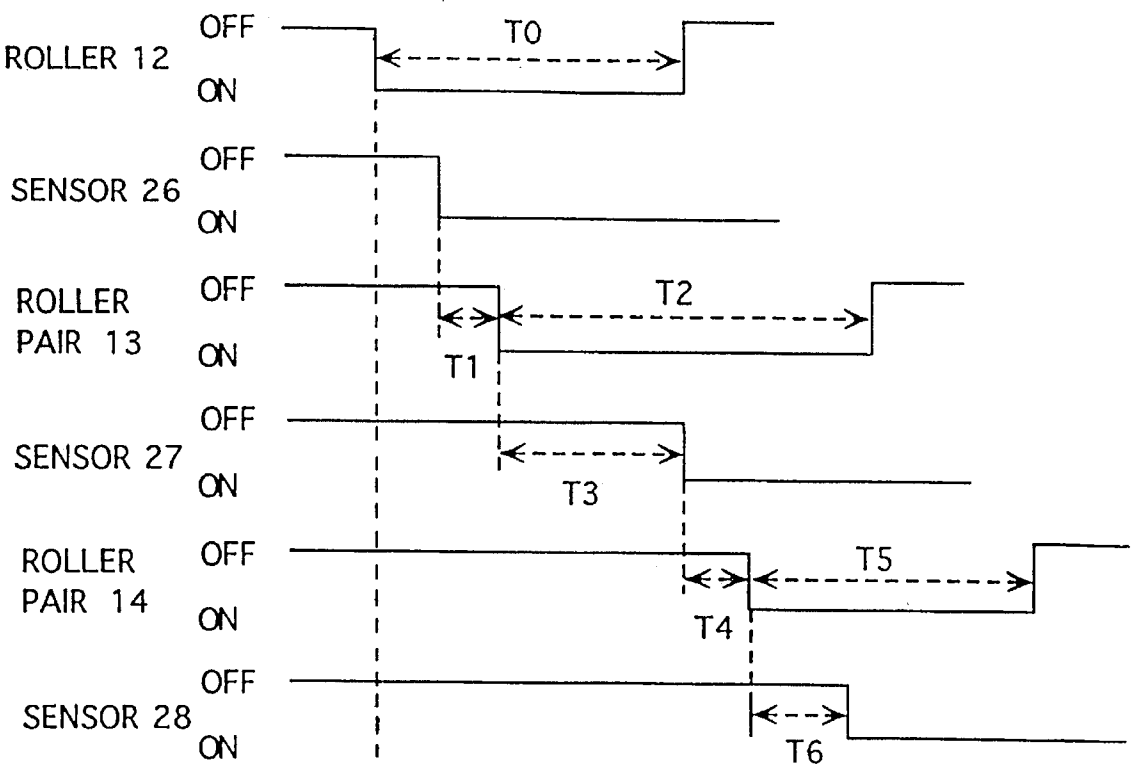 OFF
T0
ROLLER 12
ON
OFF
SENSOR 26
ON
OFF
T2
ROLLER
PAIR 13
ON
T1
OFF
SENSOR 27
ON
T3
OFF
T5
ROLLER
PAIR 14
ON
T4
OFF
SENSOR 28
ON
T6